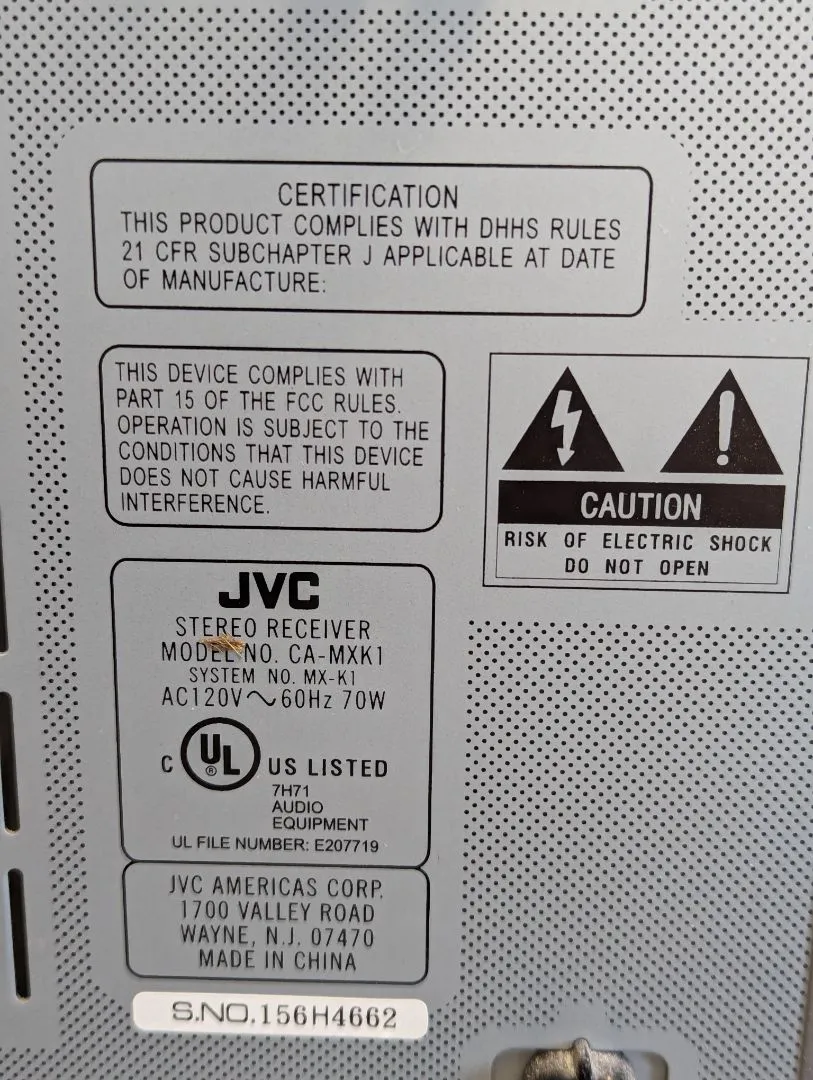 CERTIFICATION
THIS PRODUCT COMPLIES WITH DHHS RULES
21 CFR SUBCHAPTER J APPLICABLE AT DATE
OF MANUFACTURE:
THIS DEVICE COMPLIES WITH
PART 15 OF THE FCC RULES.
OPERATION IS SUBJECT TO THE
CONDITIONS THAT THIS DEVICE
DOES NOT CAUSE HARMFUL
INTERFERENCE.
CAUTION
RISK OF ELECTRIC SHOCK
DO NOT OPEN
JVC
STEREO RECEIVER
MODEL NO. CA-MXK1
SYSTEM NO. MX-K1
AC120V～60Hz 70W
C UL ® US LISTED
7H71
AUDIO
EQUIPMENT
UL FILE NUMBER: E207719
JVC AMERICAS CORP.
1700 VALLEY ROAD
WAYNE, N.J. 07470
MADE IN CHINA
S.NO.156H4662